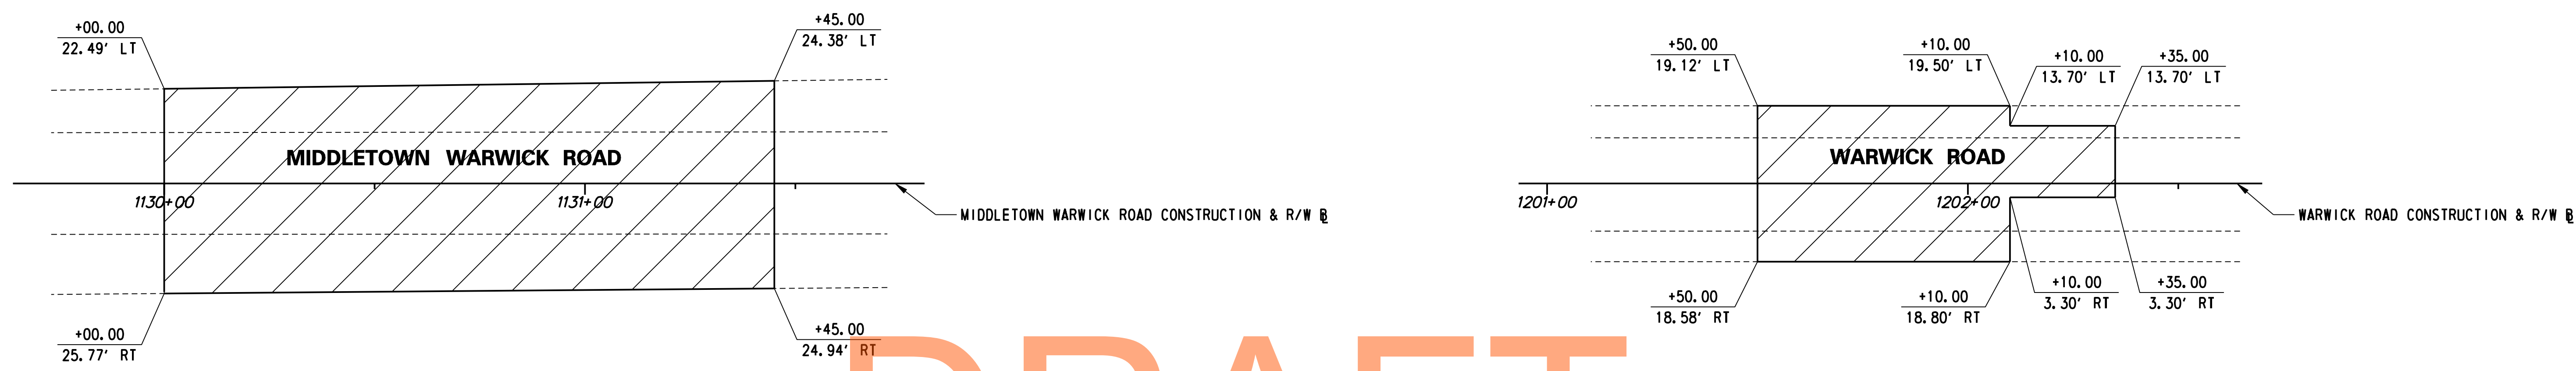 +00.00
22.49' LT
+45.00
24.38' LT
MIDDLETOWN WARWICK ROAD
1130+00
1131+00
MIDDLETOWN WARWICK ROAD CONSTRUCTION & R/W ℄
+00.00
25.77' RT
+45.00
24.94' RT
+50.00
19.12' LT
+10.00
19.50' LT
+10.00
13.70' LT
+35.00
13.70' LT
WARWICK ROAD
1201+00
1202+00
WARWICK ROAD CONSTRUCTION & R/W ℄
+50.00
18.58' RT
+10.00
18.80' RT
+10.00
3.30' RT
+35.00
3.30' RT
DRAFT